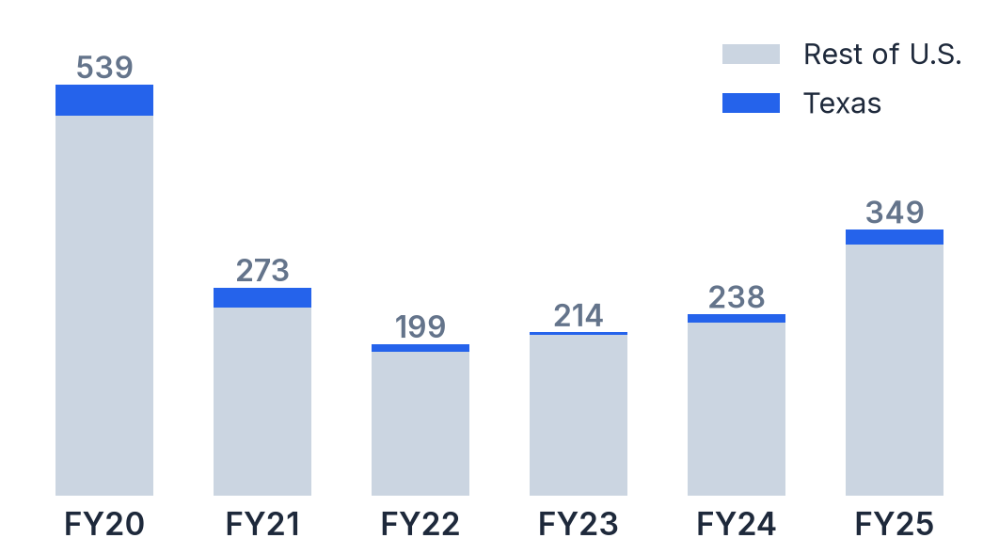 Rest of U.S.
Texas
539
273
199
214
238
349
FY20
FY21
FY22
FY23
FY24
FY25